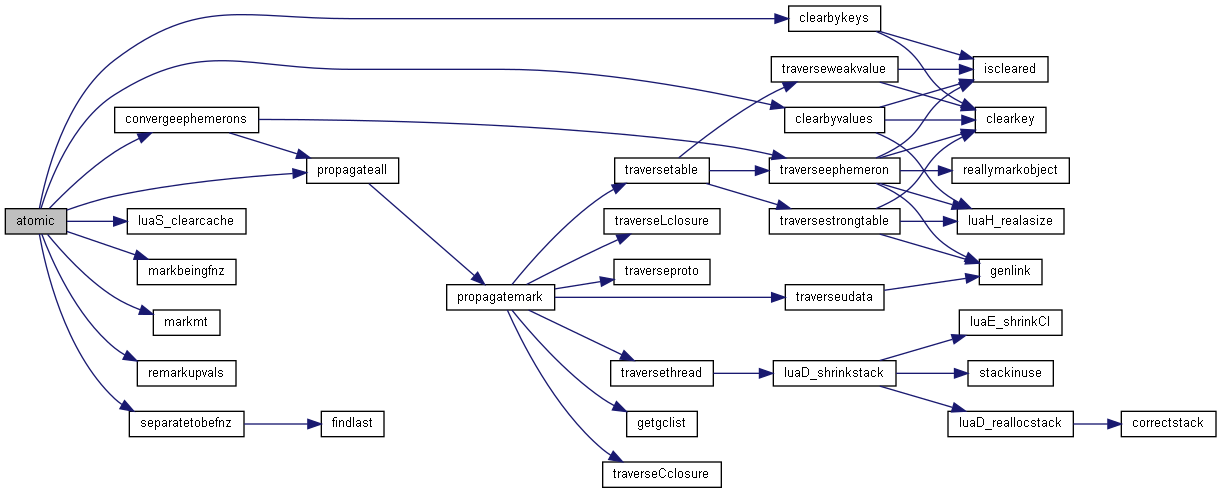 clearbykeys
traverseweakvalue
iscleared
convergeephemerons
clearbyvalues
clearkey
propagateall
traversetable
traverseephemeron
reallymarkobject
atomic
luaS_clearcache
traverseLclosure
traversestrongtable
luaH_realasize
markbeingfnz
traverseproto
genlink
propagatemark
traverseudata
markmt
luaE_shrinkCI
remarkupvals
traversethread
luaD_shrinkstack
stackinuse
separatetobefnz
findlast
getgclist
luaD_reallocstack
correctstack
traverseCclosure